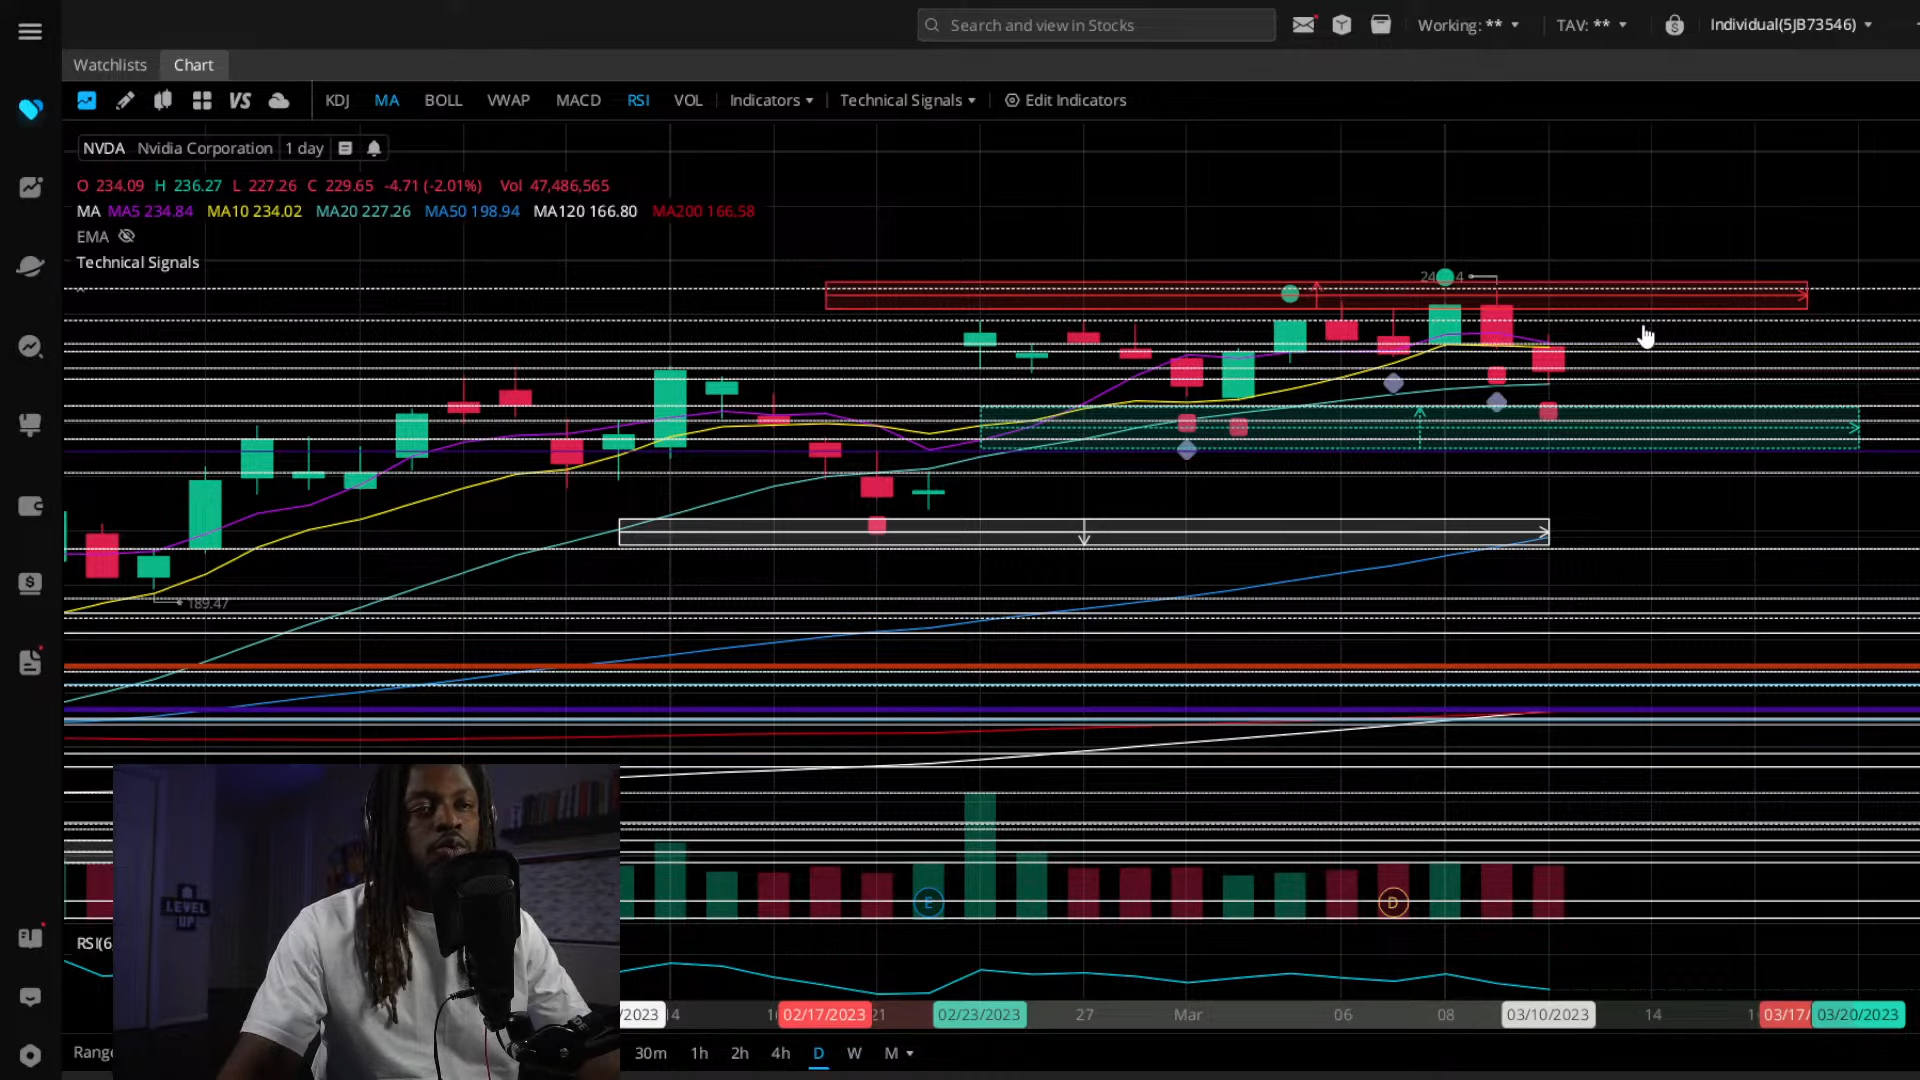 Search and view in Stocks
Working: **
TAV: **
Individual(5JB73546)
Watchlists
Chart
VS
KDJ
MA
BOLL
VWAP
MACD
RSI
VOL
Indicators
Technical Signals
Edit Indicators
NVDA Nvidia Corporation 1 day
O 234.09 H 236.27 L 227.26 C 229.65 -4.71 (-2.01%) Vol 47,486,565
MA MA5 234.84 MA10 234.02 MA20 227.26 MA50 198.94 MA120 166.80 MA200 166.58
EMA
Technical Signals
189.47
LEVEL UP
E
D
RSI(6
/2023
14
02/17/2023
21
02/23/2023
27
Mar
06
08
03/10/2023
14
03/17/
03/20/2023
Range
30m
1h
2h
4h
D
W
M